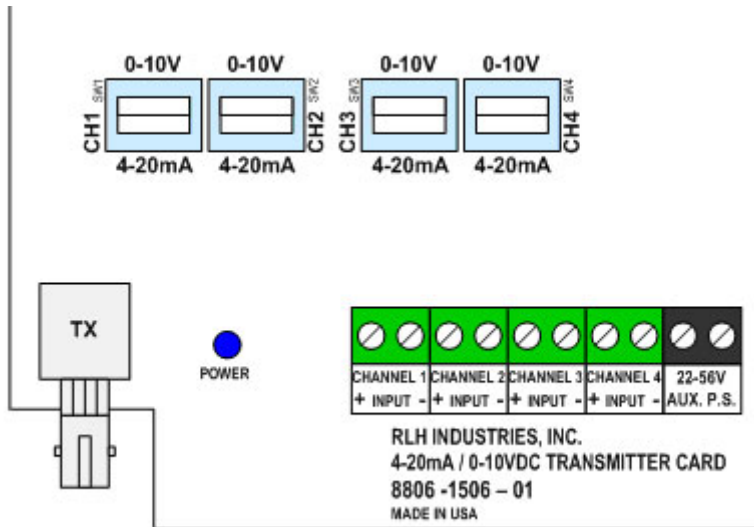 0-10V 0-10V 0-10V 0-10V
SW1 SW2 SW3 SW4
CH1 CH2 CH3 CH4
4-20mA 4-20mA 4-20mA 4-20mA
TX
POWER
CHANNEL 1 CHANNEL 2 CHANNEL 3 CHANNEL 4 22-56V
+ INPUT - + INPUT - + INPUT - + INPUT - AUX. P.S.
RLH INDUSTRIES, INC.
4-20mA / 0-10VDC TRANSMITTER CARD
8806 -1506 – 01
MADE IN USA